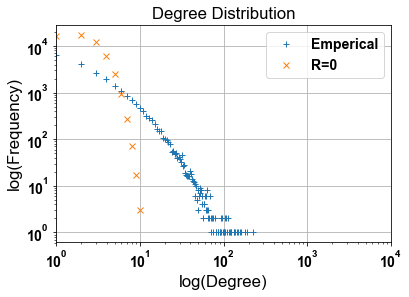 Degree Distribution
log(Frequency)
10^4
10^3
10^2
10^1
10^0
Emperical
R=0
10^0 10^1 10^2 10^3 10^4
log(Degree)